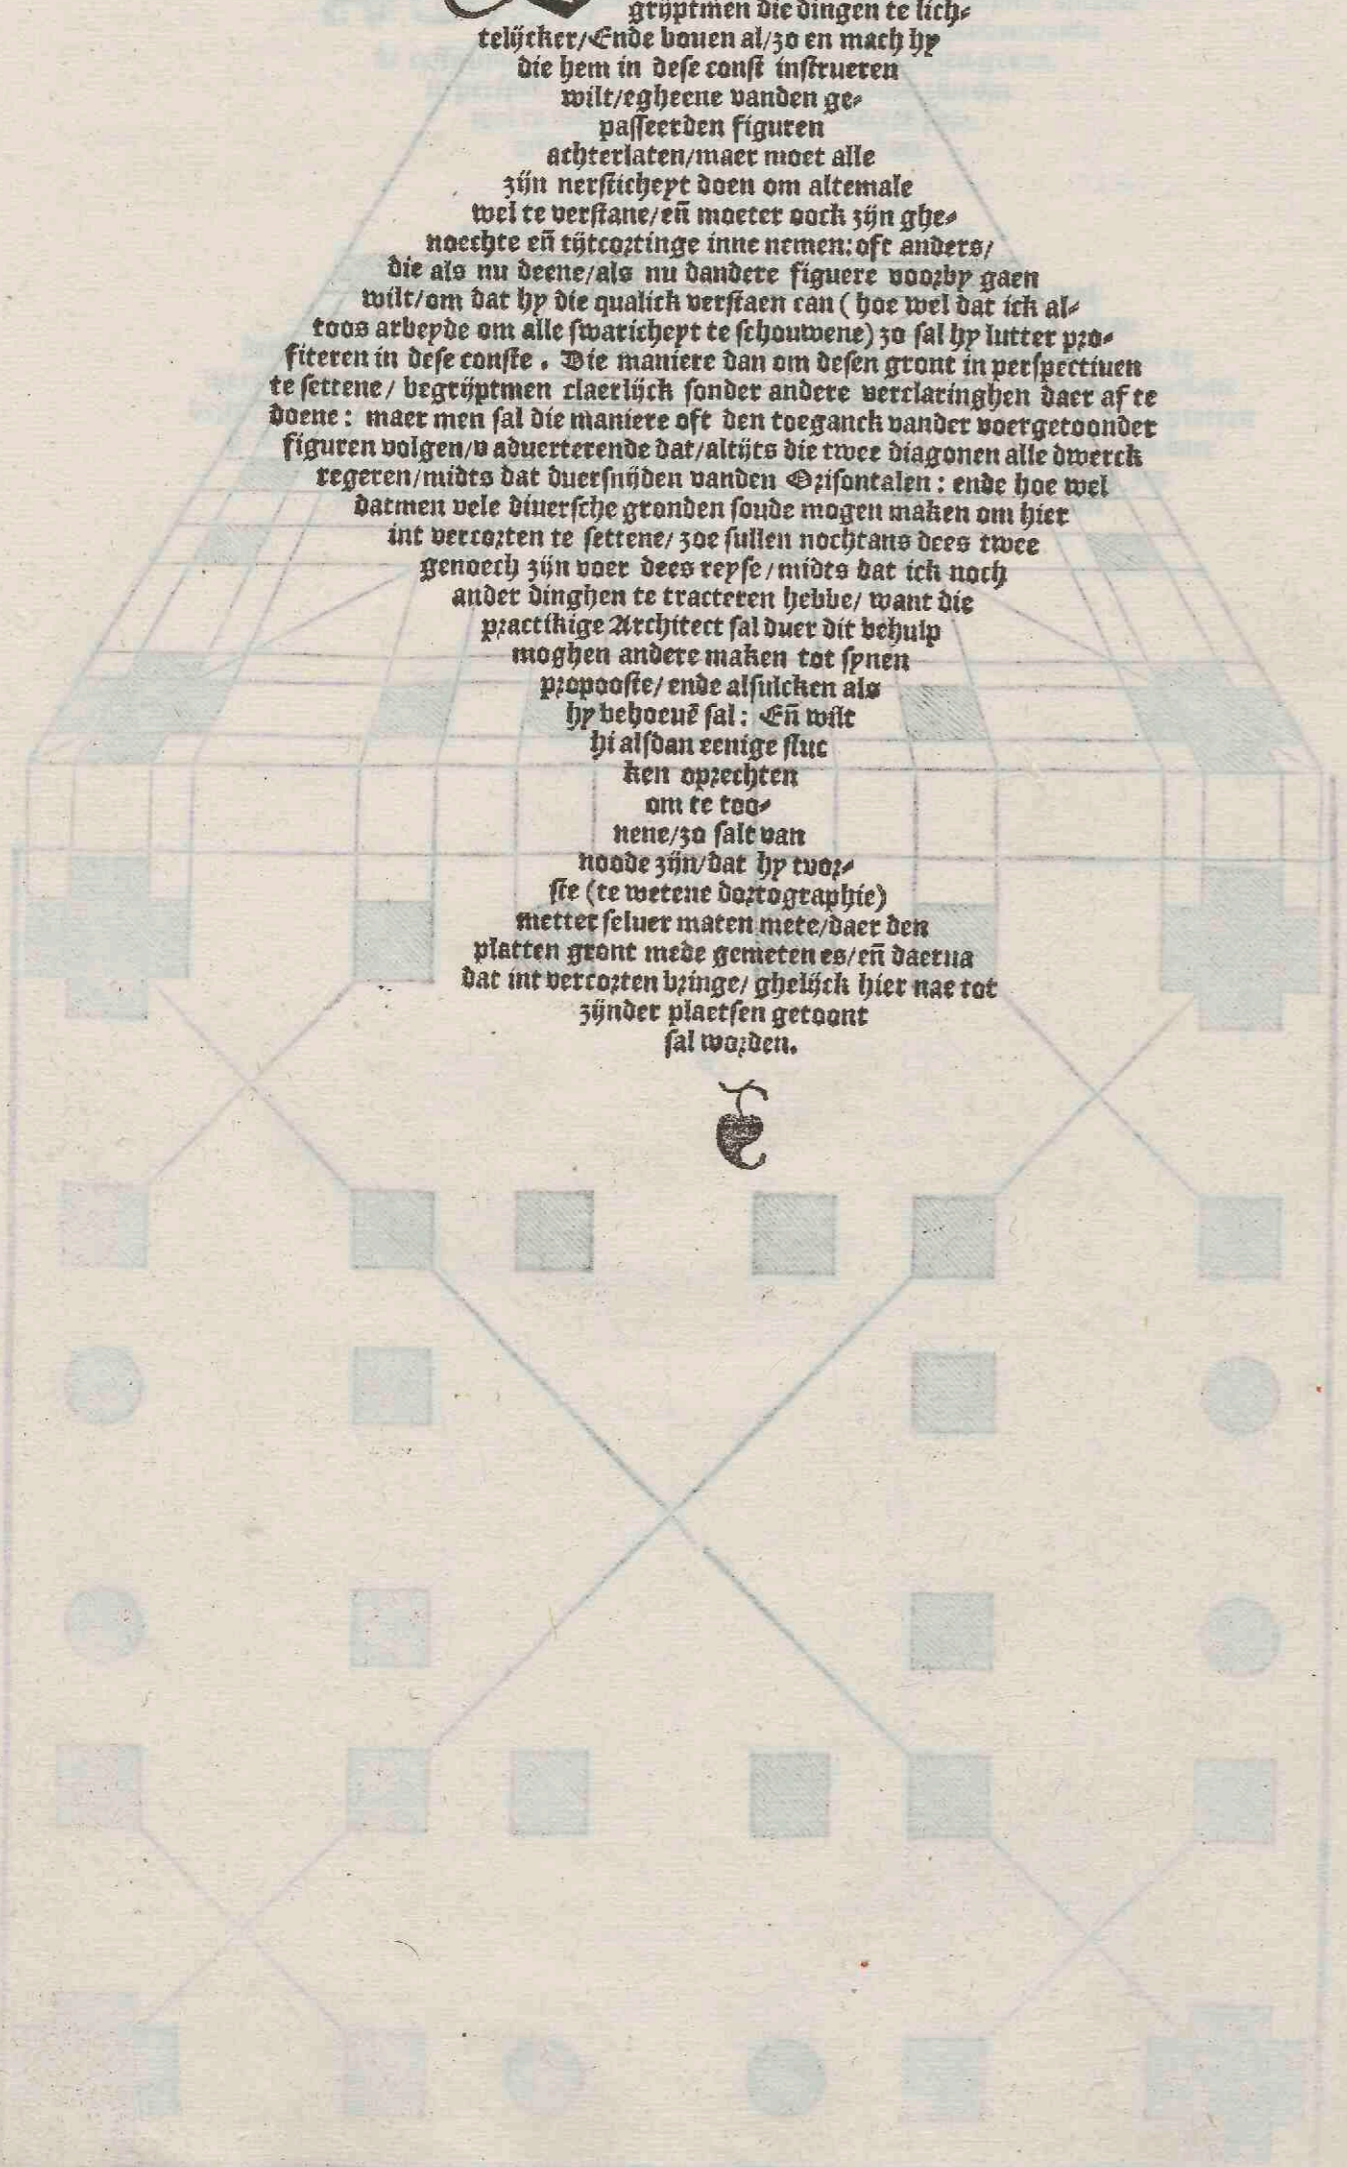 grijptmen die dingen te lich⸗
telijcker/Ende bouen al/zo en mach hy
die hem in dese const instrueren
wilt/egheene vanden ge⸗
passeerden figuren
achterlaten/maer moet alle
zijn nersticheyt doen om altemale
wel te verstane/eñ moeter oock zijn ghe⸗
noechte eñ tijtcortinge inne nemen: oft anders/
die als nu deene/als nu dandere figuere voorby gaen
wilt/om dat hy die qualick verstaen can ( hoe wel dat ick al⸗
toos arbeyde om alle swaricheyt te schouwene) zo sal hy lutter pro⸗
fiteren in dese conste . Die maniere dan om desen gront in perspectiuen
te settene/ begrijptmen claerlijck sonder andere verclaringhen daer af te
doene : maer men sal die maniere oft den toeganck vander voergetoonder
figuren volgen/v aduerterende dat/altijts die twee diagonen alle dwerck
regeren/midts dat duersnijden vanden Orisontalen : ende hoe wel
datmen vele diuersche gronden soude mogen maken om hier
int vercorten te settene/ zoe sullen nochtans dees twee
genoech zijn voer dees reyse/midts dat ick noch
ander dinghen te tracteren hebbe/ want die
practikige Architect sal duer dit behulp
moghen andere maken tot synen
propooste/ ende alsulcken als
hy behoeuē sal : Eñ wilt
hi alsdan eenige stuc
ken oprechten
om te too⸗
nene/zo salt van
noode zijn/dat hy tvor⸗
ste (te wetene dortographie)
metter seluer maten mete/daer den
platten gront mede gemeten es/eñ daerna
dat int vercorten bringe/ ghelijck hier nae tot
zijnder plaetsen getoont
sal worden.